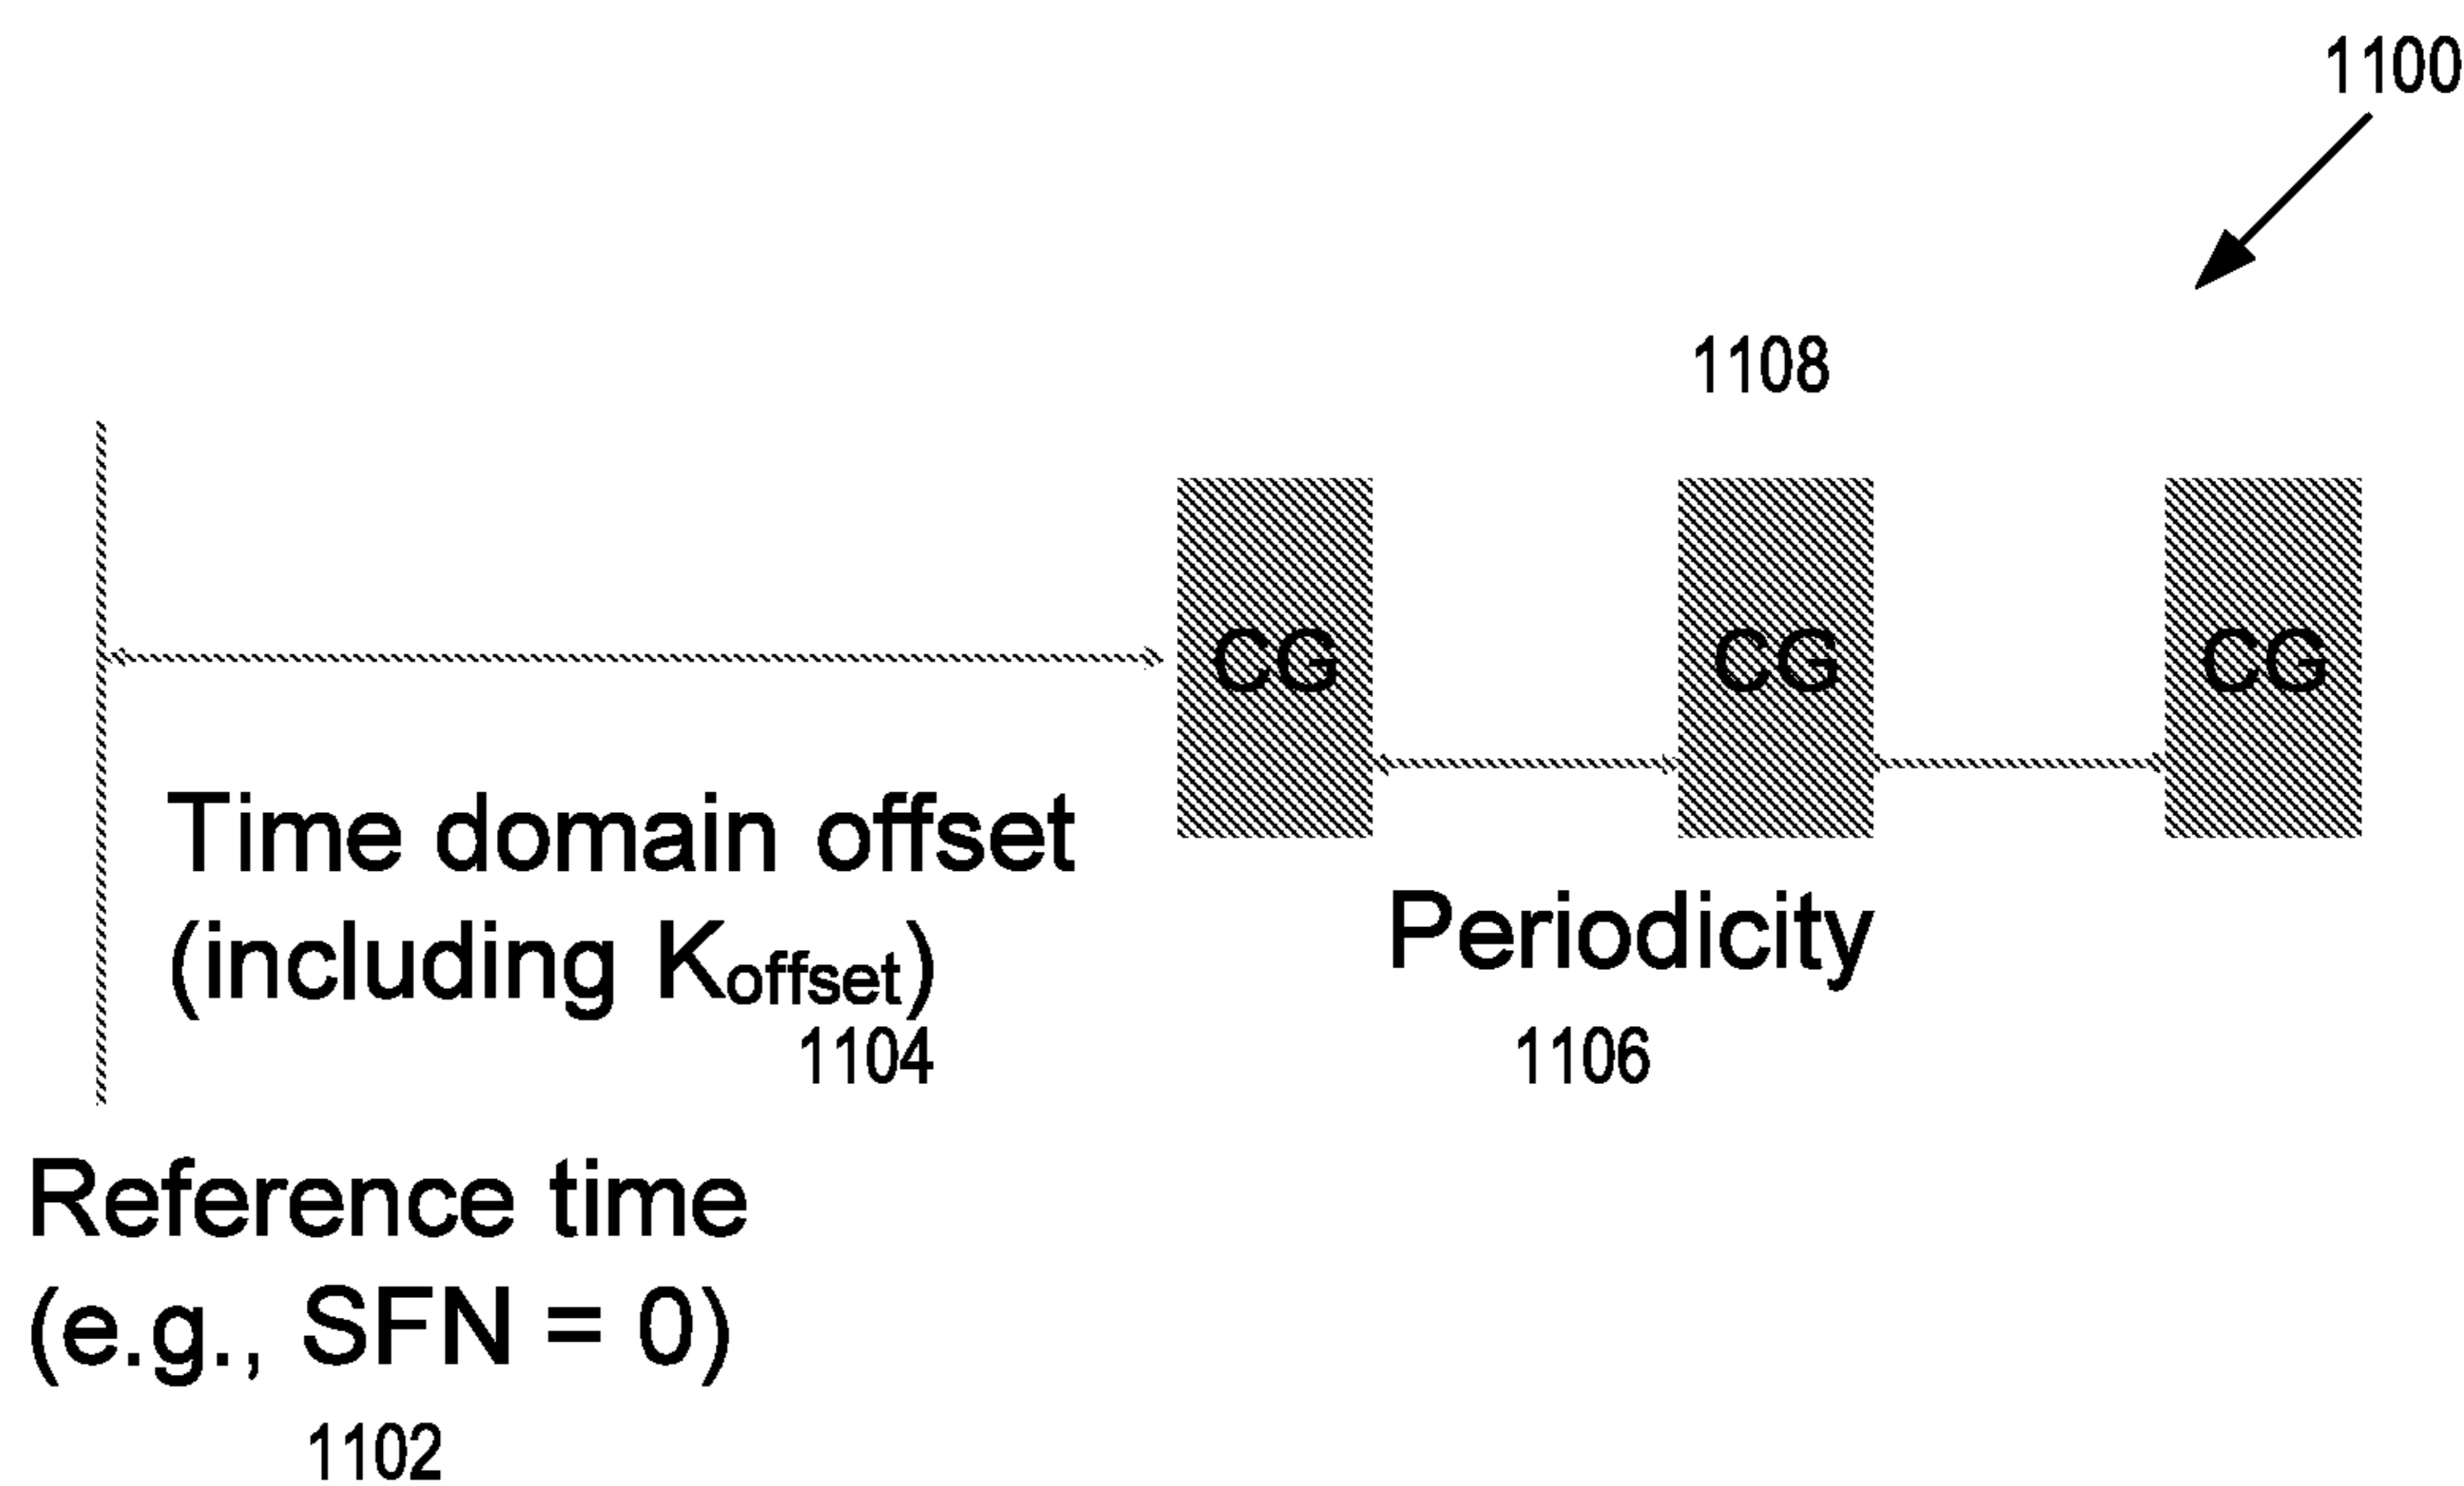 1100
1108
CG CG CG
Time domain offset
(including Koffset)
1104
Periodicity
1106
Reference time
(e.g., SFN = 0)
1102